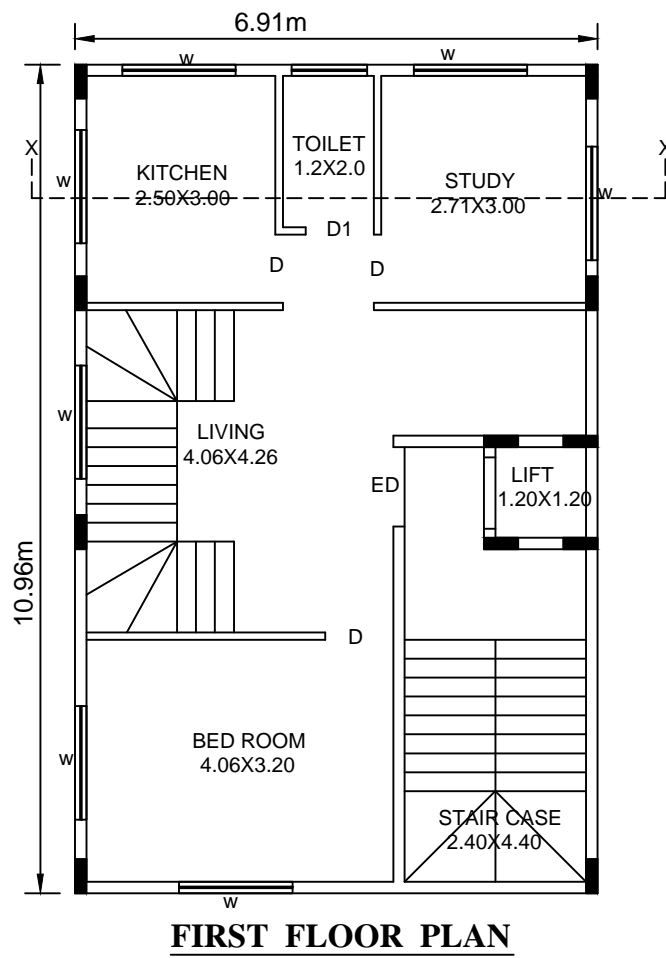 6.91m
w
w
X
X
TOILET
1.2X2.0
KITCHEN
2.50X3.00
STUDY
2.71X3.00
w
w
D1
D
D
w
LIVING
4.06X4.26
ED
LIFT
1.20X1.20
10.96m
D
BED ROOM
4.06X3.20
w
STAIR CASE
2.40X4.40
w
FIRST FLOOR PLAN